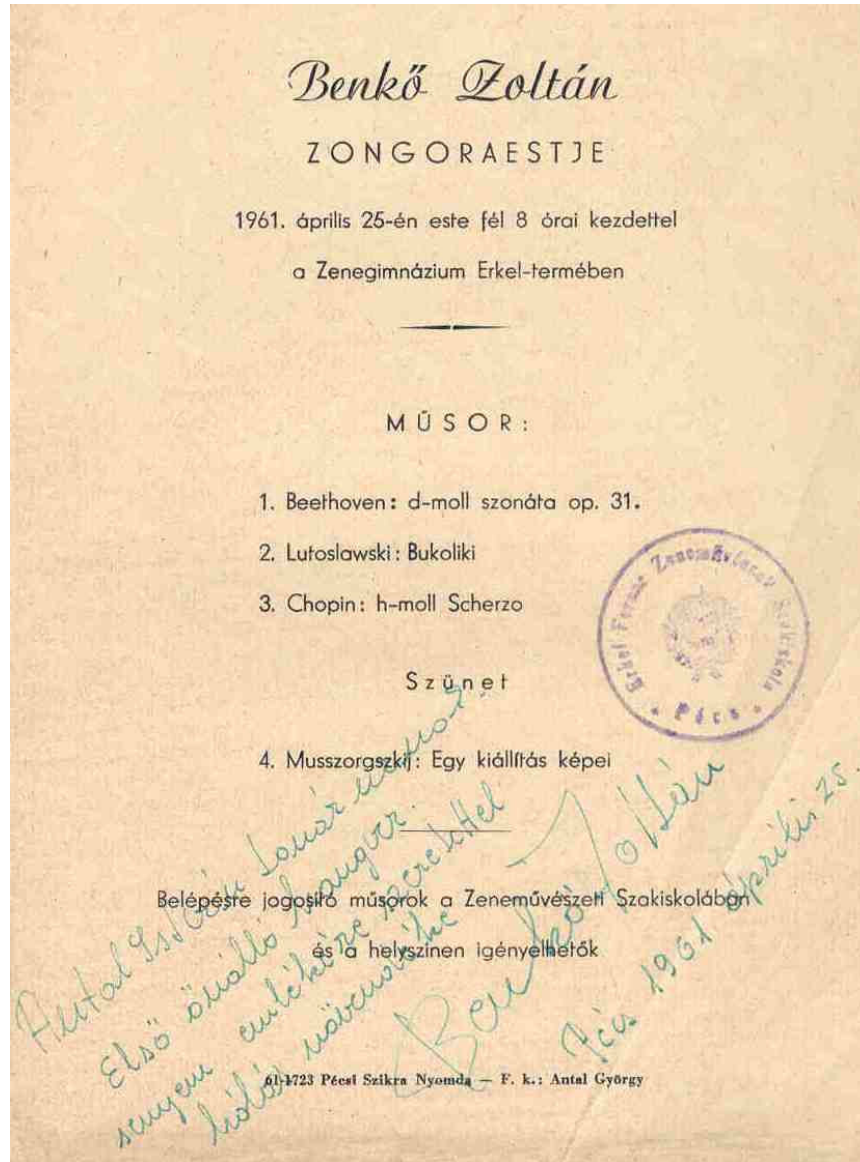 Benkő Zoltán
ZONGORAESTJE
1961. április 25-én este fél 8 órai kezdettel
a Zenegimnázium Erkel-termében
MŰSOR:
1. Beethoven: d-moll szonáta op. 31.
2. Lutoslawski: Bukoliki
3. Chopin: h-moll Scherzo
Erkel Ferenc Zeneművészeti Szakiskola
* Pécs *
Szünet
4. Musszorgszkij: Egy kiállítás képei
Belépésre jogosító műsorok a Zeneművészeti Szakiskolában
és a helyszínen igényelhetők
Antal István tanár úrnak
Első önálló hangver-
senyem emlékére szeretettel
hálás növendéke
Benkó Zoltán
Pécs 1961 április 25.
61-1723 Pécsi Szikra Nyomda — F. k.: Antal György